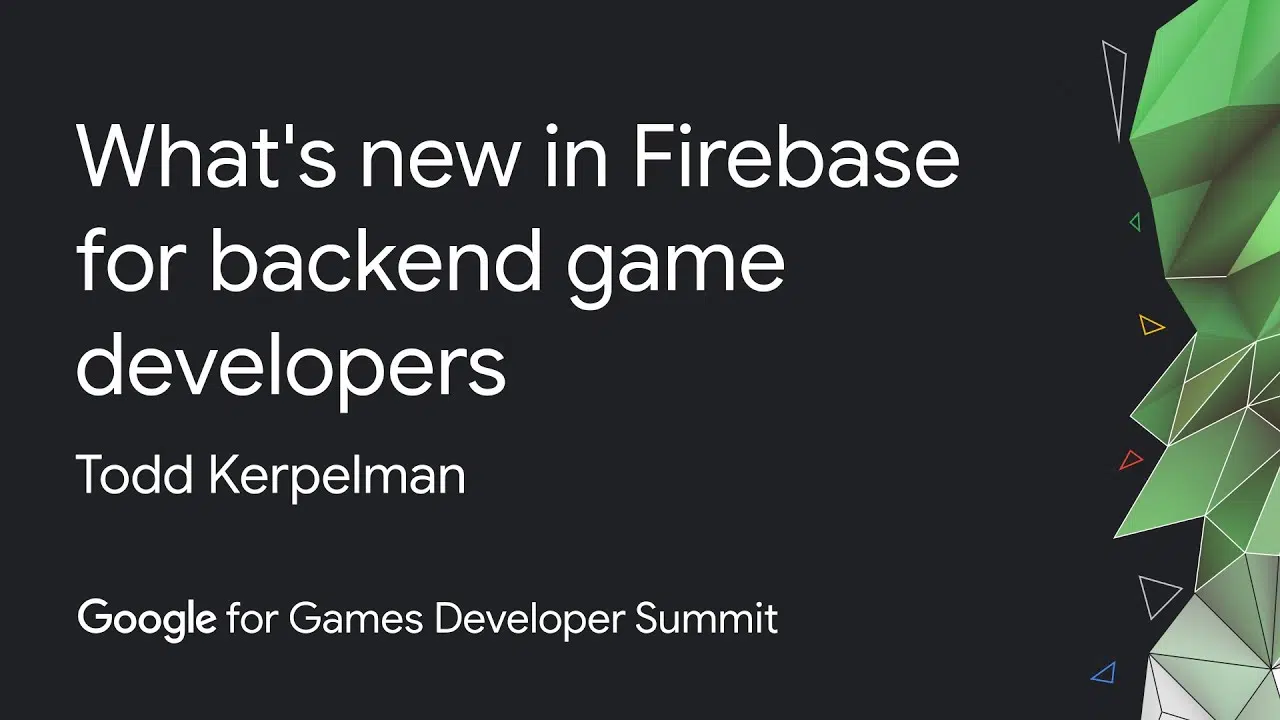 What's new in Firebase
for backend game
developers
Todd Kerpelman
Google for Games Developer Summit